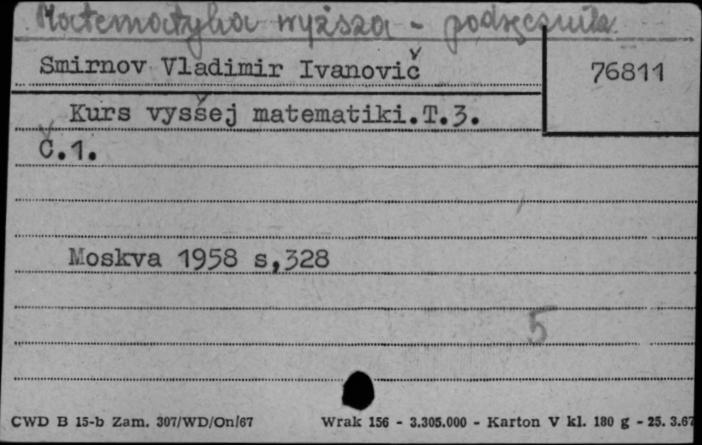 Matematyka wyższa - podręcznik
Smirnov Vladimir Ivanovič
76811
Kurs vysšej matematiki.T.3.
Č.1.
Moskva 1958 s,328
5
CWD B 15-b Zam. 307/WD/On/67 Wrak 156 - 3.305.000 - Karton V kl. 180 g - 25. 3.67